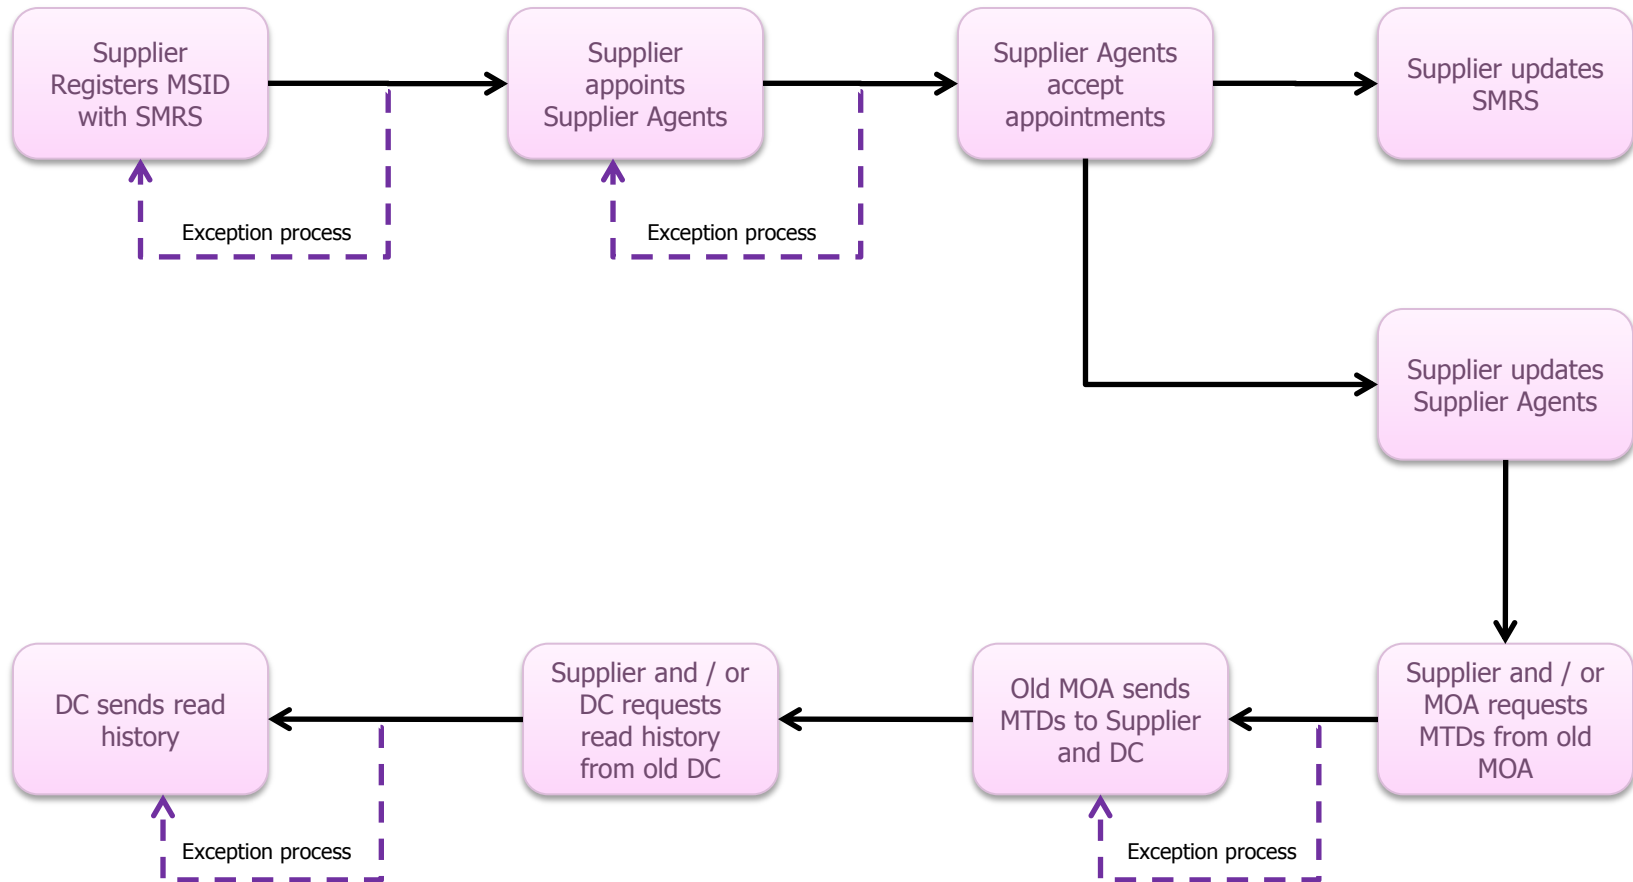 Supplier
Registers MSID
with SMRS
Supplier
appoints
Supplier Agents
Supplier Agents
accept
appointments
Supplier updates
SMRS
Exception process
Exception process
Supplier updates
Supplier Agents
DC sends read
history
Supplier and / or
DC requests
read history
from old DC
Old MOA sends
MTDs to Supplier
and DC
Supplier and / or
MOA requests
MTDs from old
MOA
Exception process
Exception process